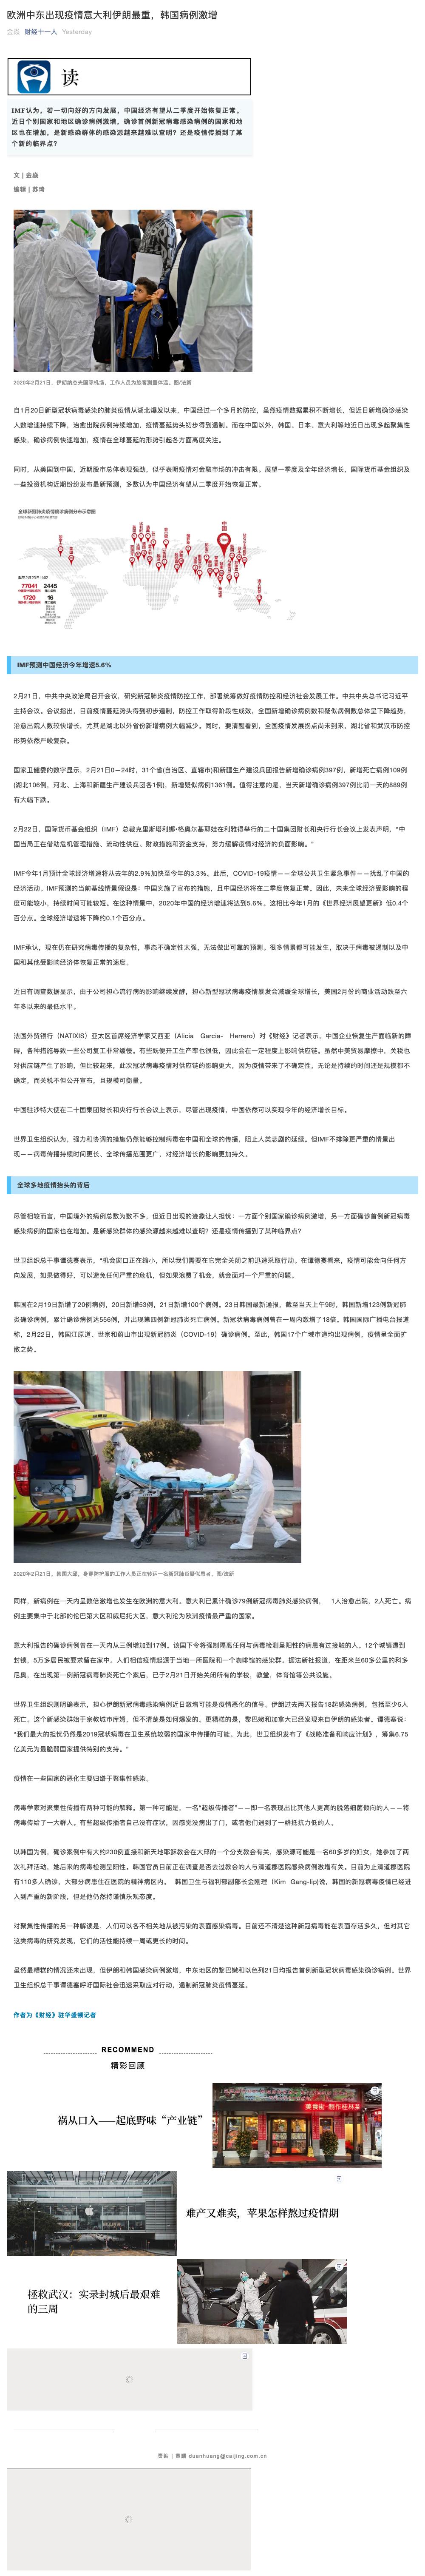 欧洲中东出现疫情意大利伊朗最重，韩国病例激增
金焱 财经十一人 Yesterday
读
IMF认为，若一切向好的方向发展，中国经济有望从二季度开始恢复正常。
近日个别国家和地区确诊病例激增，确诊首例新冠病毒感染病例的国家和地
区也在增加，是新感染群体的感染源越来越难以查明？还是疫情传播到了某
个新的临界点？
文 | 金焱
编辑 | 苏琦
2020年2月21日，伊朗纳杰夫国际机场，工作人员为旅客测量体温。图/法新
自1月20日新型冠状病毒感染的肺炎疫情从湖北爆发以来，中国经过一个多月的防控，虽然疫情数据累积不断增长，但近日新增确诊感染
人数增速持续下降，治愈出院病例持续增加，疫情蔓延势头初步得到遏制。而在中国以外，韩国、日本、意大利等地近日出现多起聚集性
感染，确诊病例快速增加，疫情在全球蔓延的形势引起各方面高度关注。
同时，从美国到中国，近期股市总体表现强劲，似乎表明疫情对金融市场的冲击有限。展望一季度及全年经济增长，国际货币基金组织及
一些投资机构近期纷纷发布最新预测，多数认为中国经济有望从二季度开始恢复正常。
全球新冠肺炎疫情确诊病例分布示意图
中国
77041
2445
1720
16
IMF预测中国经济今年增速5.6%
2月21日，中共中央政治局召开会议，研究新冠肺炎疫情防控工作，部署统筹做好疫情防控和经济社会发展工作。中共中央总书记习近平
主持会议。会议指出，目前疫情蔓延势头得到初步遏制，防控工作取得阶段性成效，全国新增确诊病例数和疑似病例数总体呈下降趋势，
治愈出院人数较快增长，尤其是湖北以外省份新增病例大幅减少。同时，要清醒看到，全国疫情发展拐点尚未到来，湖北省和武汉市防控
形势依然严峻复杂。
国家卫健委的数字显示，2月21日0—24时，31个省(自治区、直辖市)和新疆生产建设兵团报告新增确诊病例397例，新增死亡病例109例
(湖北106例，河北、上海和新疆生产建设兵团各1例)，新增疑似病例1361例。值得注意的是，当天新增确诊病例397例比前一天的889例
有大幅下跌。
2月22日，国际货币基金组织（IMF）总裁克里斯塔利娜•格奥尔基耶娃在利雅得举行的二十国集团财长和央行行长会议上发表声明，“中
国当局正在借助危机管理措施、流动性供应、财政措施和资金支持，努力缓解疫情对经济的负面影响。”
IMF今年1月预计全球经济增速将从去年的2.9%加快至今年的3.3%。此后，COVID-19疫情——全球公共卫生紧急事件——扰乱了中国的
经济活动。IMF预测的当前基线情景假设是：中国实施了宣布的措施，且中国经济将在二季度恢复正常。因此，未来全球经济受影响的程
度可能较小，持续时间可能较短。在这种情景中，2020年中国的经济增速将达到5.6%。这相比今年1月的《世界经济展望更新》低0.4个
百分点。全球经济增速将下降约0.1个百分点。
IMF承认，现在仍在研究病毒传播的复杂性，事态不确定性太强，无法做出可靠的预测。很多情景都可能发生，取决于病毒被遏制以及中
国和其他受影响经济体恢复正常的速度。
近日有调查数据显示，由于公司担心流行病的影响继续发酵，担心新型冠状病毒疫情暴发会减缓全球增长，美国2月份的商业活动跌至六
年多以来的最低水平。
法国外贸银行（NATIXIS）亚太区首席经济学家艾西亚（Alicia Garcia- Herrero）对《财经》记者表示，中国企业恢复生产面临新的障
碍，各种措施导致一些公司复工非常缓慢。有些既便开工生产率也很低，因此会在一定程度上影响供应链。虽然中美贸易摩擦中，关税也
对供应链产生了影响，但比较起来，此次冠状病毒疫情对供应链的影响更大，因为疫情带来了不确定性，无论是持续的时间还是规模都不
确定，而关税不但公开宣布，且规模可衡量。
中国驻沙特大使在二十国集团财长和央行行长会议上表示，尽管出现疫情，中国依然可以实现今年的经济增长目标。
世界卫生组织认为，强力和协调的措施仍然能够控制病毒在中国和全球的传播，阻止人类悲剧的延续。但IMF不排除更严重的情景出
现——病毒传播持续时间更长、全球传播范围更广，对经济增长的影响更加持久。
全球多地疫情抬头的背后
尽管相较而言，中国境外的病例总数为数不多，但近日出现的迹象让人担忧：一方面个别国家确诊病例激增，另一方面确诊首例新冠病毒
感染病例的国家也在增加。是新感染群体的感染源越来越难以查明？还是疫情传播到了某种临界点？
世卫组织总干事谭德赛表示，“机会窗口正在缩小，所以我们需要在它完全关闭之前迅速采取行动。在谭德赛看来，疫情可能会向任何方
向发展，如果做得好，可以避免任何严重的危机，但如果浪费了机会，就会面对一个严重的问题。
韩国在2月19日新增了20例病例，20日新增53例，21日新增100个病例。23日韩国最新通报，截至当天上午9时，韩国新增123例新冠肺
炎确诊病例，累计确诊病例达556例，并出现第四例新冠肺炎死亡病例。新冠状病毒病例曾在一周内激增了18倍。韩国国际广播电台报道
称，2月22日，韩国江原道、世宗和蔚山市出现新冠肺炎（COVID-19）确诊病例。至此，韩国17个广域市道均出现病例，疫情呈全面扩
散之势。
2020年2月21日，韩国大邱，身穿防护服的工作人员正在转运一名新冠肺炎疑似患者。图/法新
同样，新病例在一天内呈数倍激增也发生在欧洲的意大利。意大利已累计确诊79例新冠病毒肺炎感染病例， 1人治愈出院，2人死亡。病
例主要集中于北部的伦巴第大区和威尼托大区，意大利沦为欧洲疫情最严重的国家。
意大利报告的确诊病例曾在一天内从三例增加到17例。该国下令将强制隔离任何与病毒检测呈阳性的病患有过接触的人。12个城镇遭到
封锁，5万多居民被要求留在家中。人们相信疫情起源于当地一所医院和一个咖啡馆的感染群。据法新社报道，在距米兰60多公里的科多
尼奥，在出现第一例新冠病毒肺炎死亡个案后，已于2月21日开始关闭所有的学校，教堂，体育馆等公共设施。
世界卫生组织则明确表示，担心伊朗新冠病毒感染病例近日激增可能是疫情恶化的信号。伊朗过去两天报告18起感染病例，包括至少5人
死亡。这个新感染群始于宗教城市库姆，但不清楚是如何爆发的。更糟糕的是，黎巴嫩和加拿大已经发现来自伊朗的感染者。谭德塞说：
“我们最大的担忧仍然是2019冠状病毒在卫生系统较弱的国家中传播的可能。为此，世卫组织发布了《战略准备和响应计划》，筹集6.75
亿美元为最脆弱国家提供特别的支持。”
疫情在一些国家的恶化主要归咎于聚集性感染。
病毒学家对聚集性传播有两种可能的解释。第一种可能是，一名“超级传播者”——即一名表现出比其他人更高的脱落细菌倾向的人——将
病毒传给了一大群人。有些超级传播者自己没有症状，因感觉没病出了门，或者他们遇到了一群抵抗力低的人。
以韩国为例，确诊案例中有大约230例直接和新天地耶稣教会在大邱的一个分支教会有关，感染源可能是一名60多岁的妇女，她参加了两
次礼拜活动，她后来的病毒检测呈阳性。韩国官员目前正在调查是否去过教会的人与清道郡医院感染病例激增有关。目前为止清道郡医院
有110多人确诊，大部分病患住在医院的精神病区内。 韩国卫生与福利部副部长金刚理（Kim Gang-lip)说，韩国的新冠病毒疫情已经进
入到严重的新阶段，但是他仍然持谨慎乐观态度。
对聚集性传播的另一种解读是，人们可以各不相关地从被污染的表面感染病毒。目前还不清楚这种新冠病毒能在表面存活多久，但对其它
这类病毒的研究发现，它们的活性能持续一周或更长的时间。
虽然最糟糕的情况还未出现，但伊朗和韩国感染病例激增，中东地区的黎巴嫩和以色列21日均报告首例新型冠状病毒感染确诊病例。世界
卫生组织总干事谭德塞呼吁国际社会迅速采取应对行动，遏制新冠肺炎疫情蔓延。
作者为《财经》驻华盛顿记者
RECOMMEND
精彩回顾
祸从口入——起底野味“产业链”
难产又难卖，苹果怎样熬过疫情期
拯救武汉：实录封城后最艰难
的三周
责编 | 黄端 duanhuang@caijing.com.cn